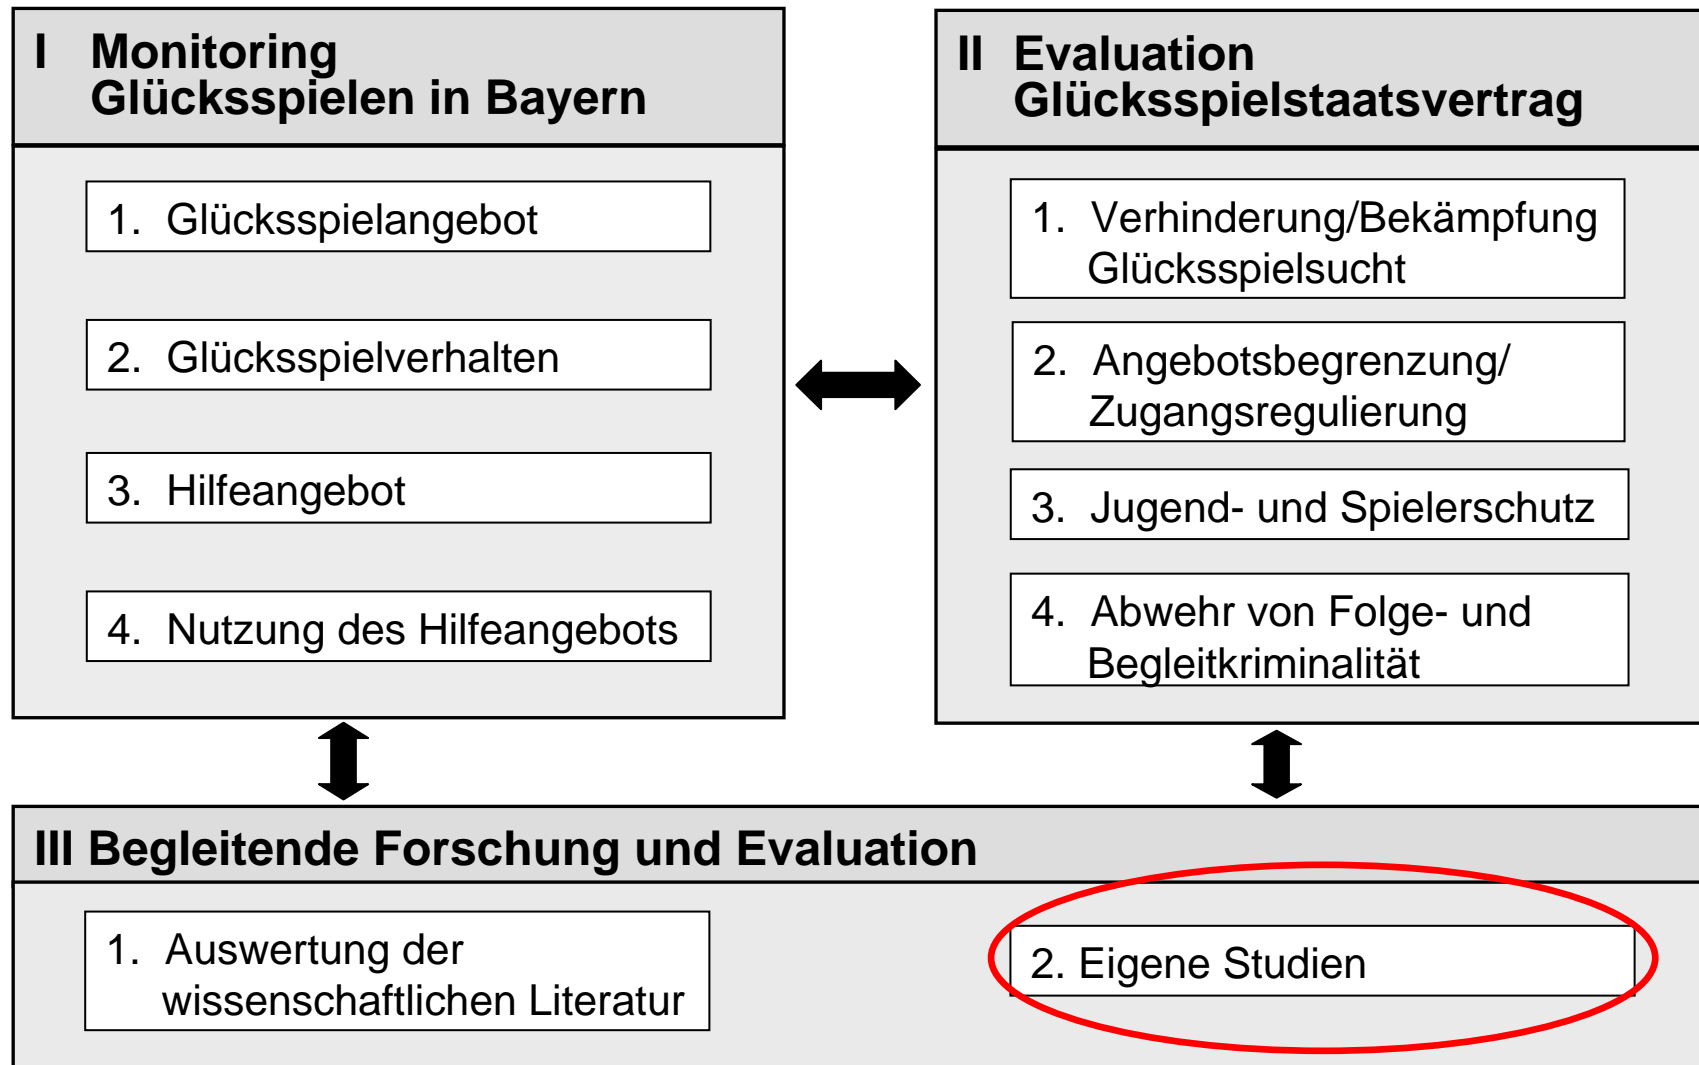 I Monitoring
Glücksspielen in Bayern
1. Glücksspielangebot
2. Glücksspielverhalten
3. Hilfeangebot
4. Nutzung des Hilfeangebots
II Evaluation
Glücksspielstaatsvertrag
1. Verhinderung/Bekämpfung
Glücksspielsucht
2. Angebotsbegrenzung/
Zugangsregulierung
3. Jugend- und Spielerschutz
4. Abwehr von Folge- und
Begleitkriminalität
III Begleitende Forschung und Evaluation
1. Auswertung der
wissenschaftlichen Literatur
2. Eigene Studien